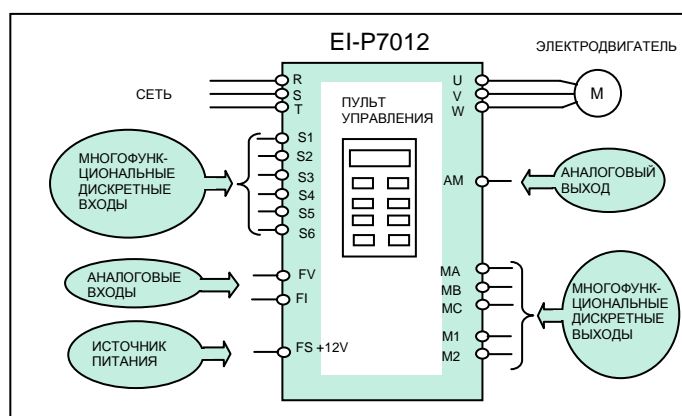 EI-P7012
ЭЛЕКТРОДВИГАТЕЛЬ
СЕТЬ
R
S
T
ПУЛЬТ
УПРАВЛЕНИЯ
U
V
W
М
МНОГОФУНК-
ЦИОНАЛЬНЫЕ
ДИСКРЕТНЫЕ
ВХОДЫ
S1
S2
S3
S4
S5
S6
AM
АНАЛОГОВЫЙ
ВЫХОД
АНАЛОГОВЫЕ
ВХОДЫ
FV
FI
MA
MB
MC
M1
M2
МНОГОФУНК-
ЦИОНАЛЬНЫЕ
ДИСКРЕТНЫЕ
ВЫХОДЫ
ИСТОЧНИК
ПИТАНИЯ
FS +12V